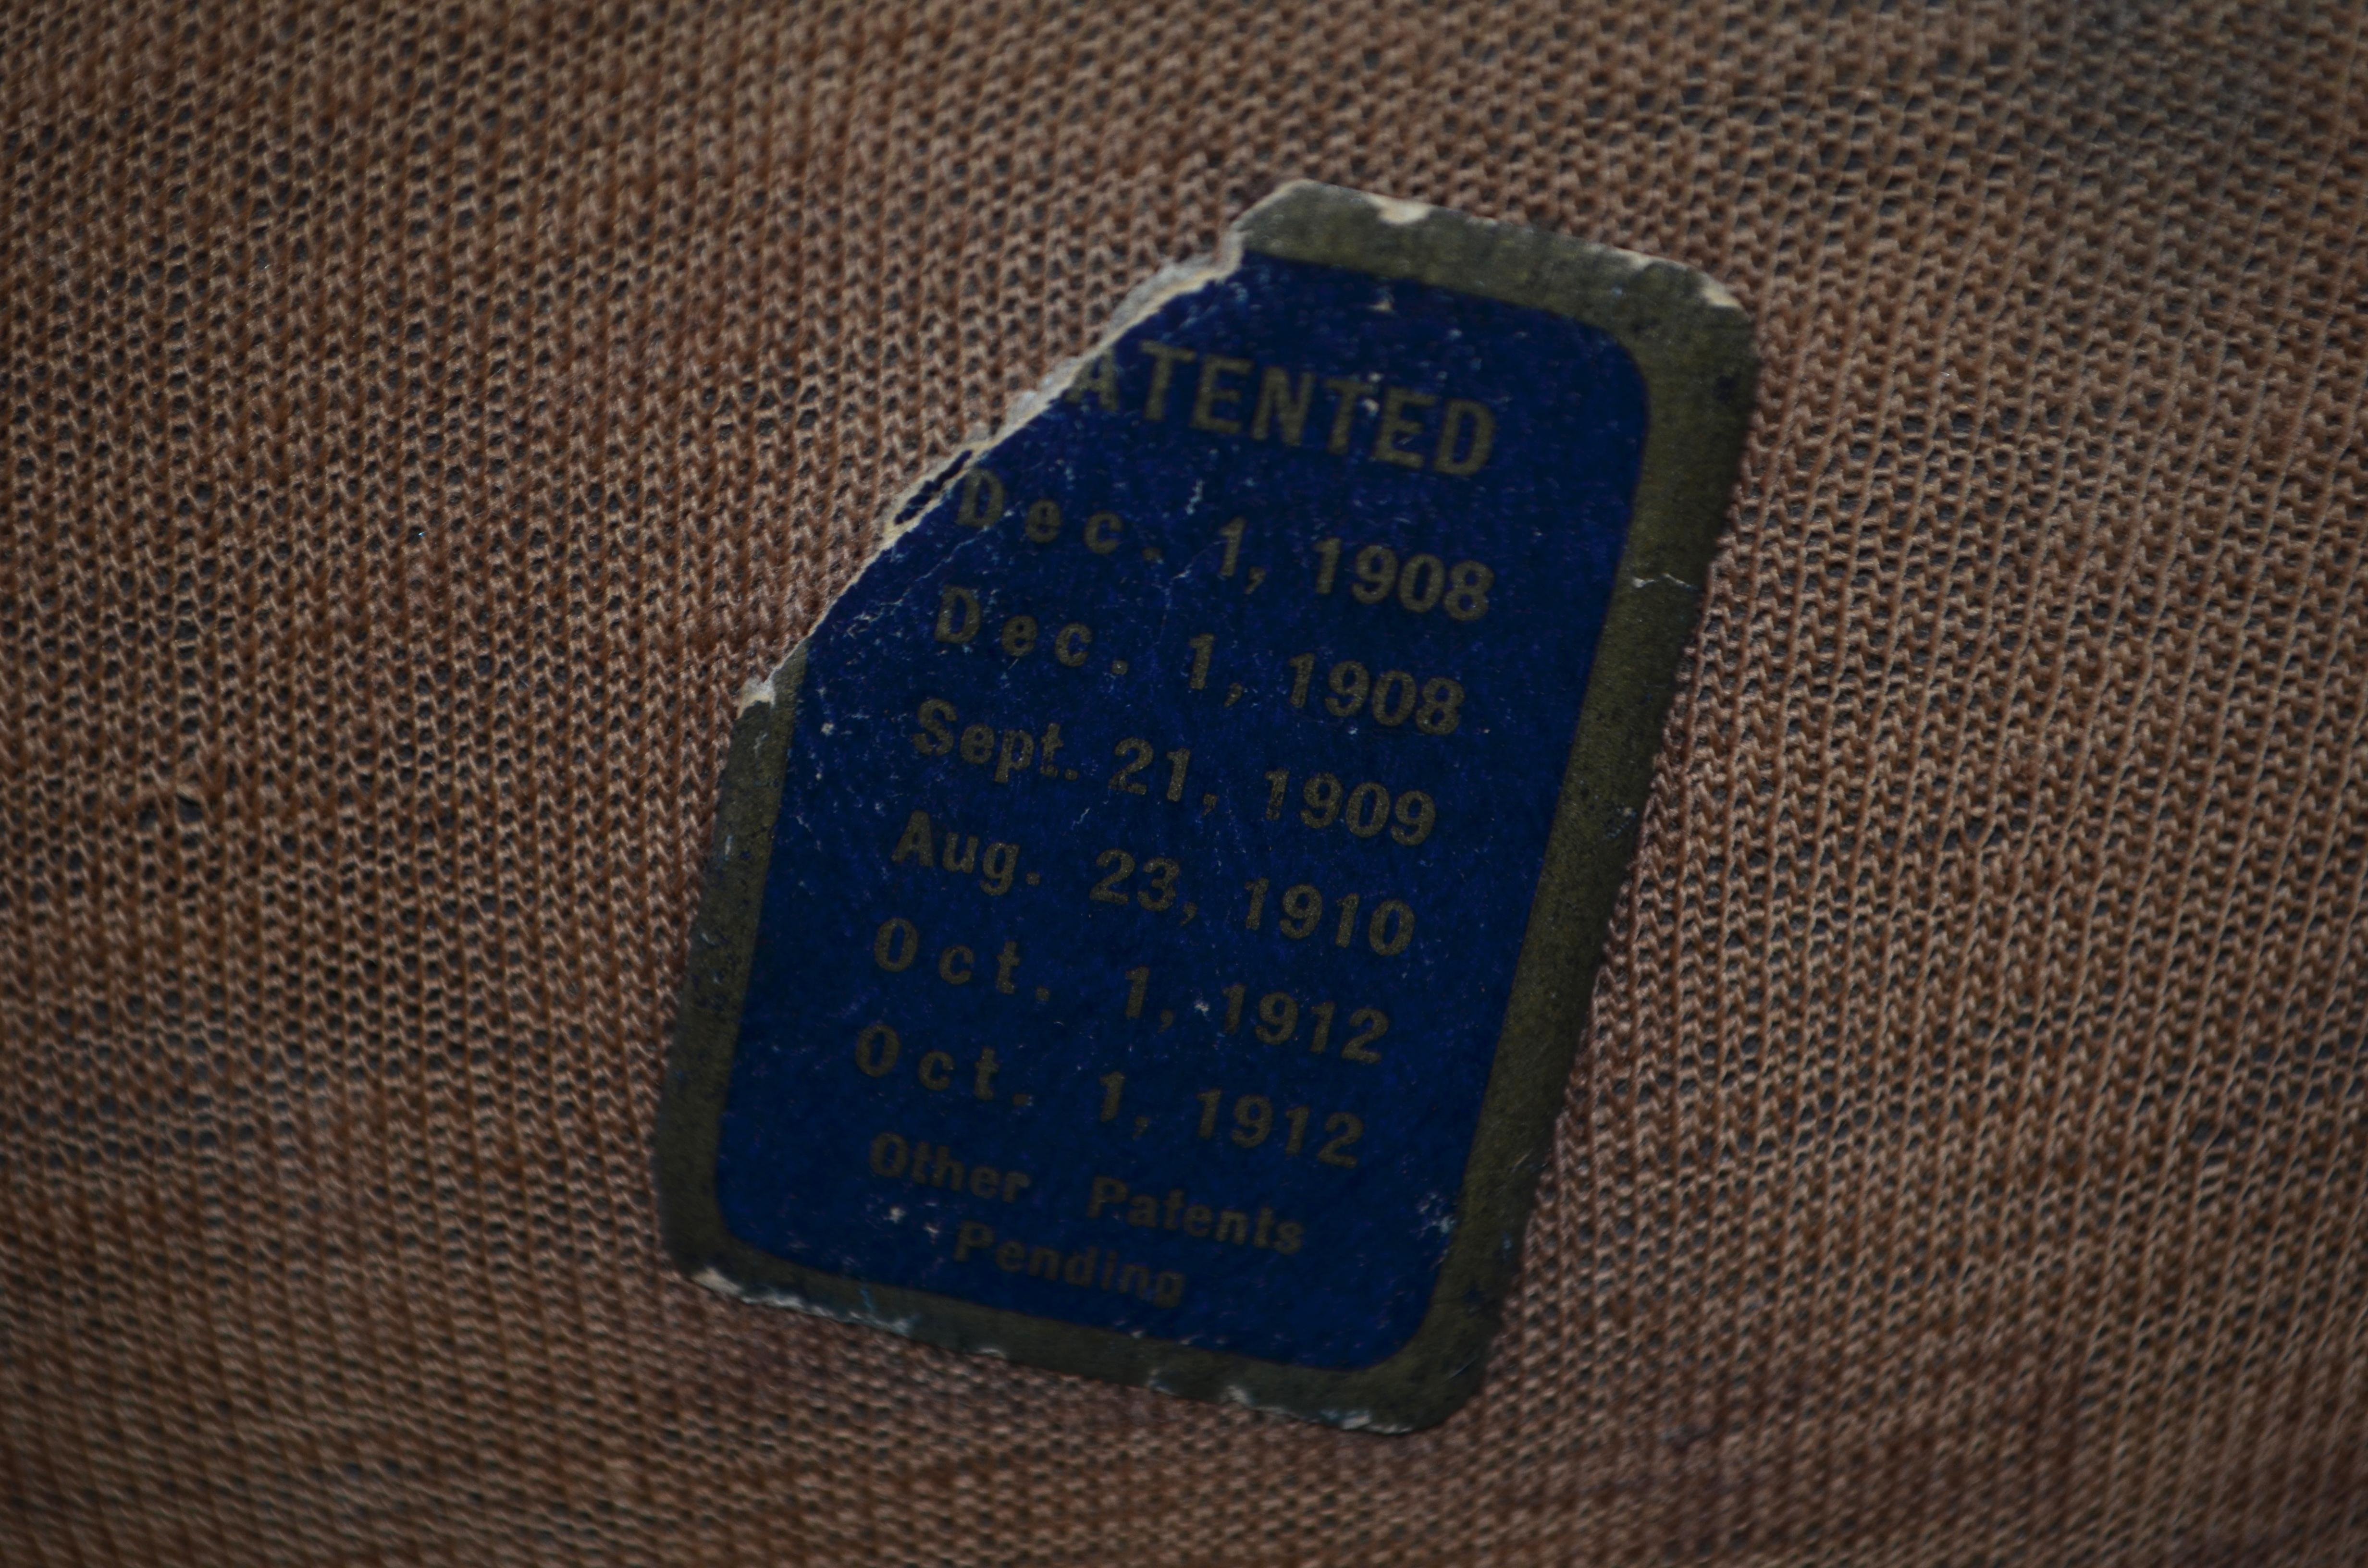 ATENTED
Dec. 1, 1908
Dec. 1, 1908
Sept. 21, 1909
Aug. 23, 1910
Oct. 1, 1912
Oct. 1, 1912
Other Patents
Pending